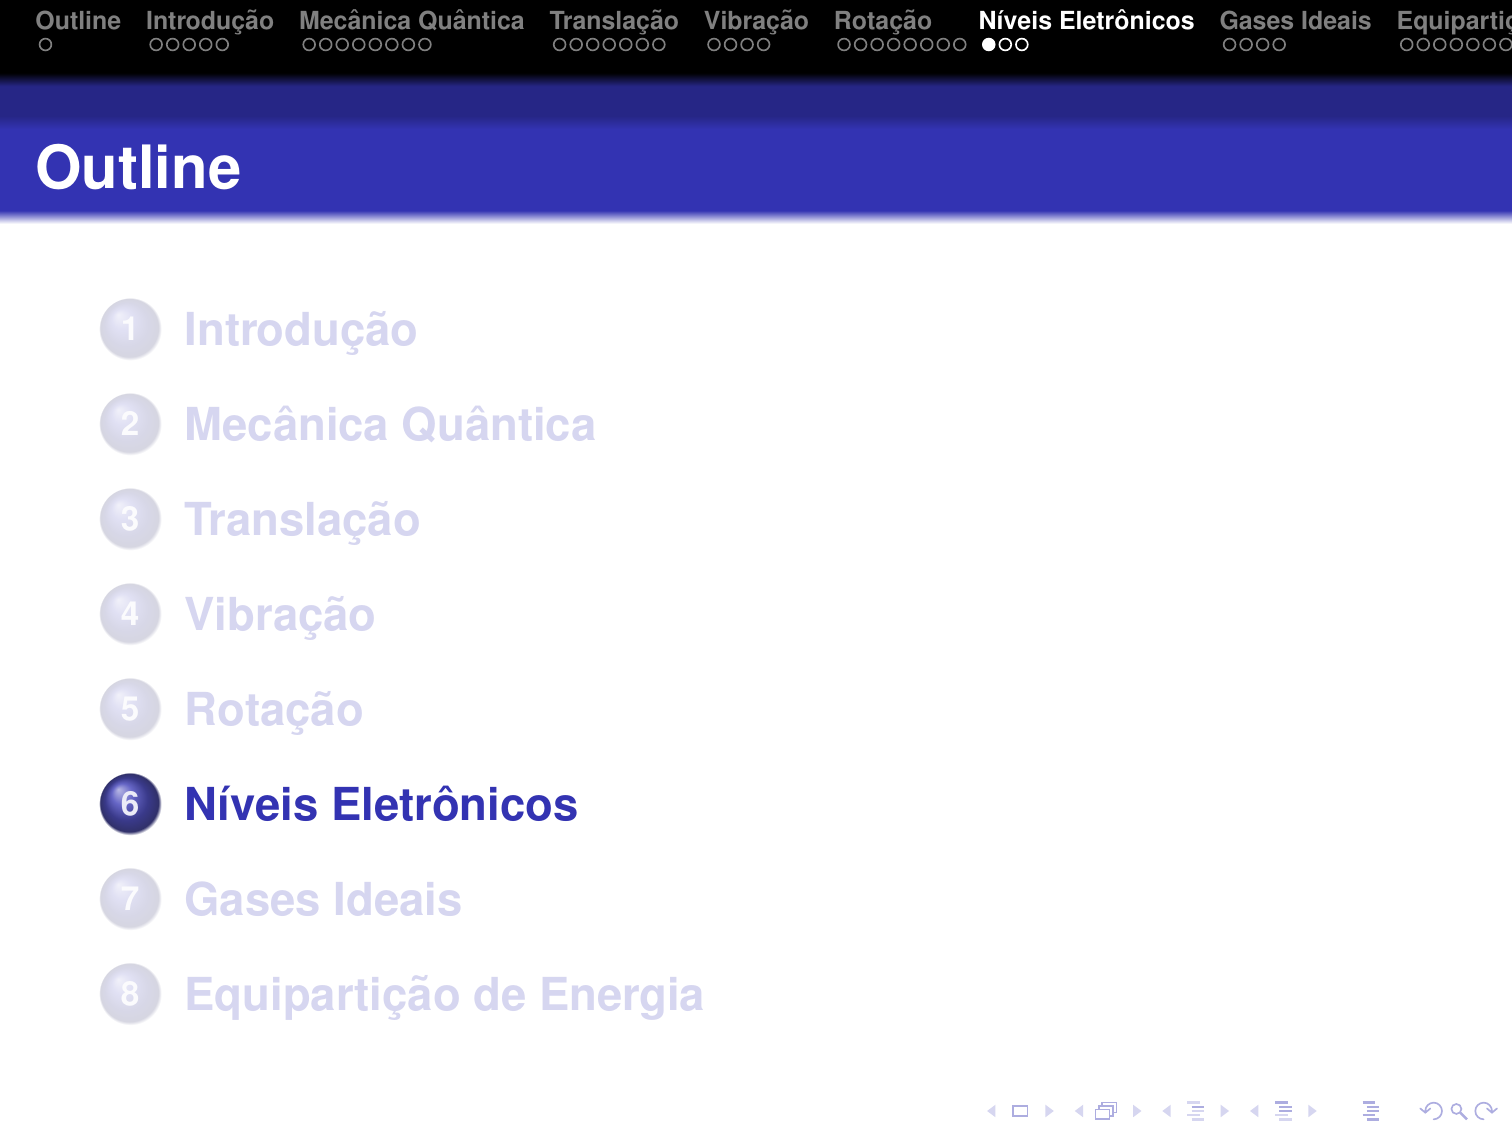 Outline Introdução Mecânica Quântica Translação Vibração Rotação Níveis Eletrônicos Gases Ideais
Outline
1 Introdução
2 Mecânica Quântica
3 Translação
4 Vibração
5 Rotação
6 Níveis Eletrônicos
7 Gases Ideais
8 Equipartição de Energia